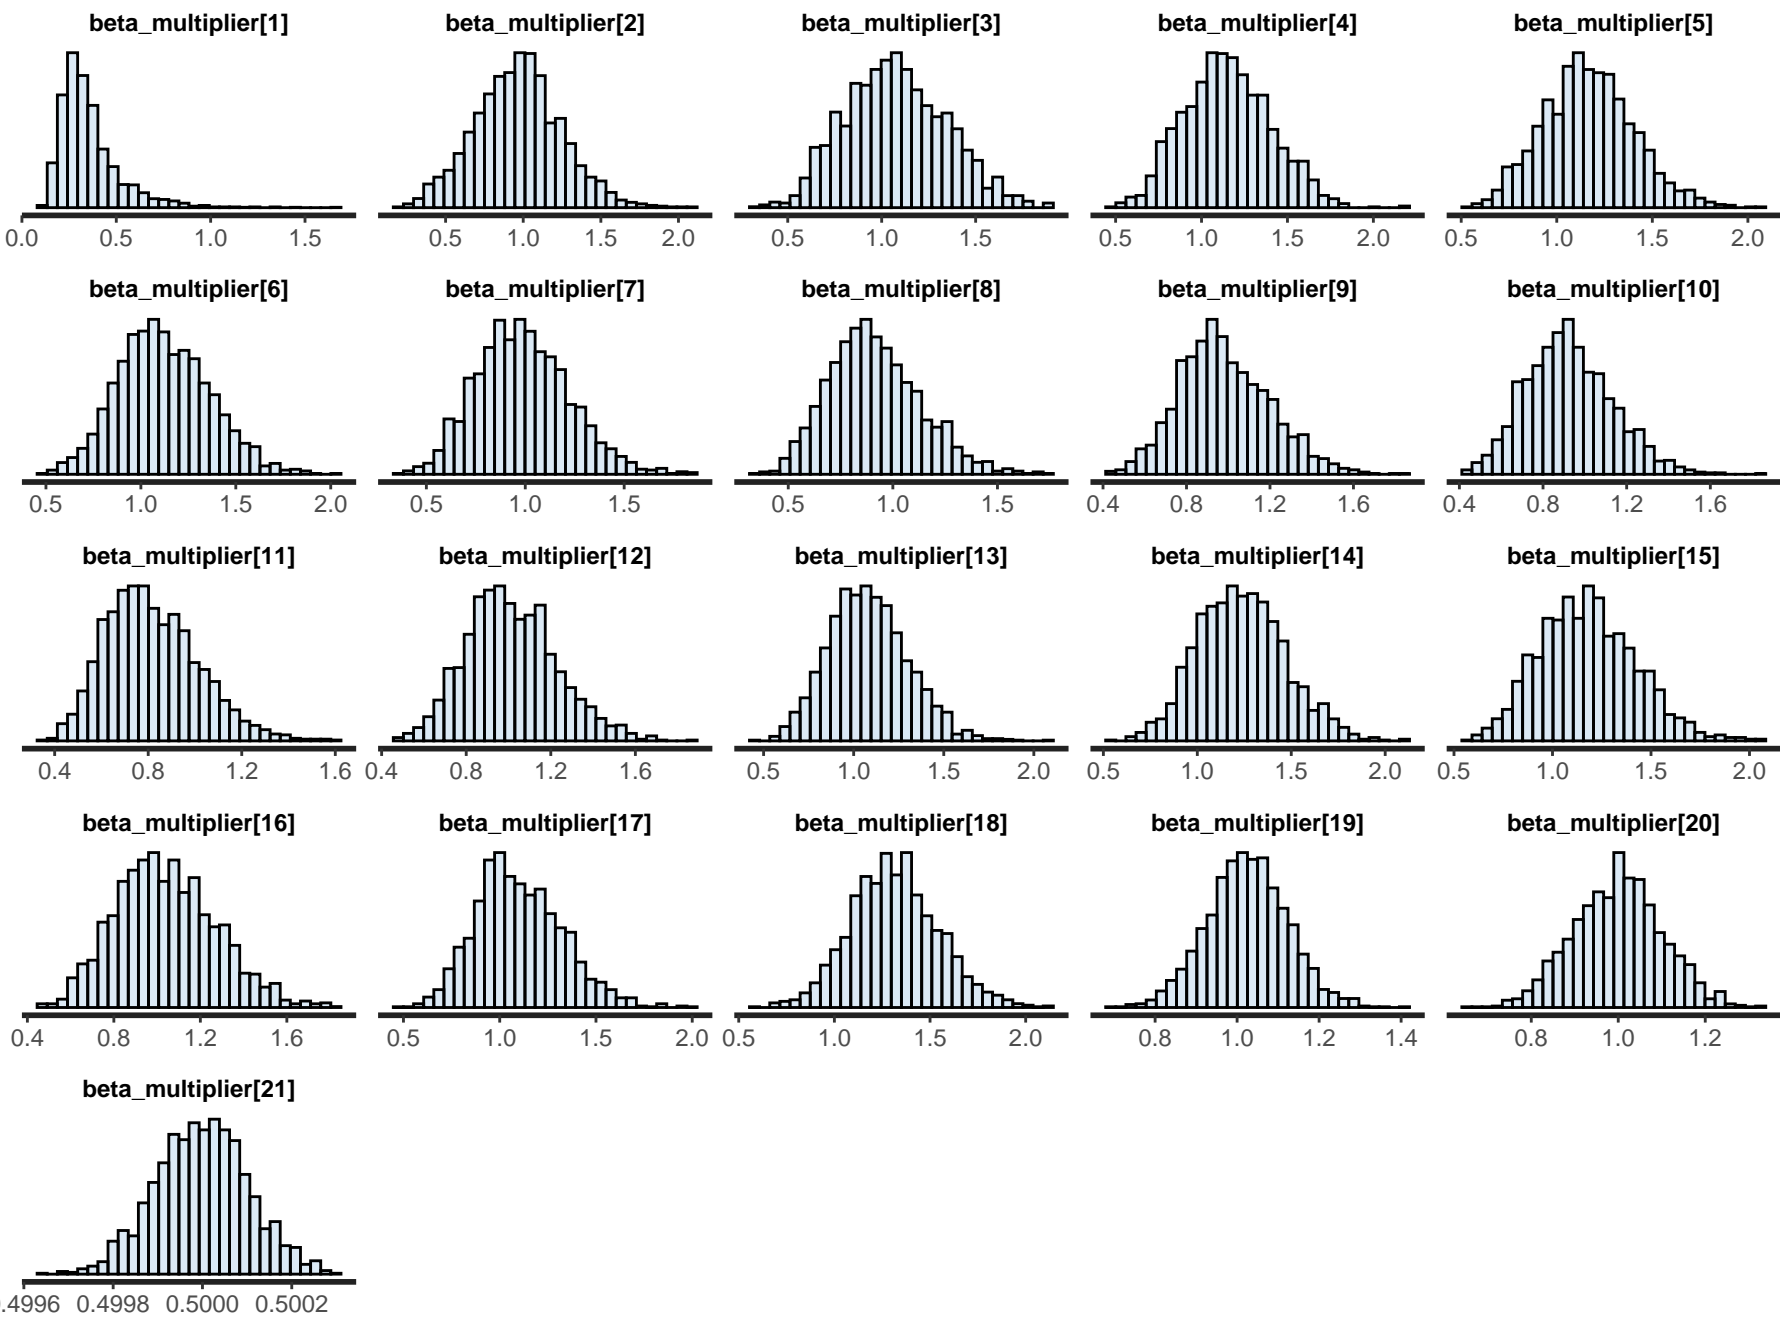 beta_multiplier[1] beta_multiplier[2] beta_multiplier[3] beta_multiplier[4] beta_multiplier[5]
0.0 0.5 1.0 1.5 0.5 1.0 1.5 2.0 0.5 1.0 1.5 0.5 1.0 1.5 2.0 0.5 1.0 1.5 2.0
beta_multiplier[6] beta_multiplier[7] beta_multiplier[8] beta_multiplier[9] beta_multiplier[10]
0.5 1.0 1.5 2.0 0.5 1.0 1.5 0.5 1.0 1.5 0.4 0.8 1.2 1.6 0.4 0.8 1.2 1.6
beta_multiplier[11] beta_multiplier[12] beta_multiplier[13] beta_multiplier[14] beta_multiplier[15]
0.4 0.8 1.2 1.6 0.4 0.8 1.2 1.6 0.5 1.0 1.5 2.0 0.5 1.0 1.5 2.0 0.5 1.0 1.5 2.0
beta_multiplier[16] beta_multiplier[17] beta_multiplier[18] beta_multiplier[19] beta_multiplier[20]
0.4 0.8 1.2 1.6 0.5 1.0 1.5 2.0 0.5 1.0 1.5 2.0 0.8 1.0 1.2 1.4 0.8 1.0 1.2
beta_multiplier[21]
.4996 0.4998 0.5000 0.5002